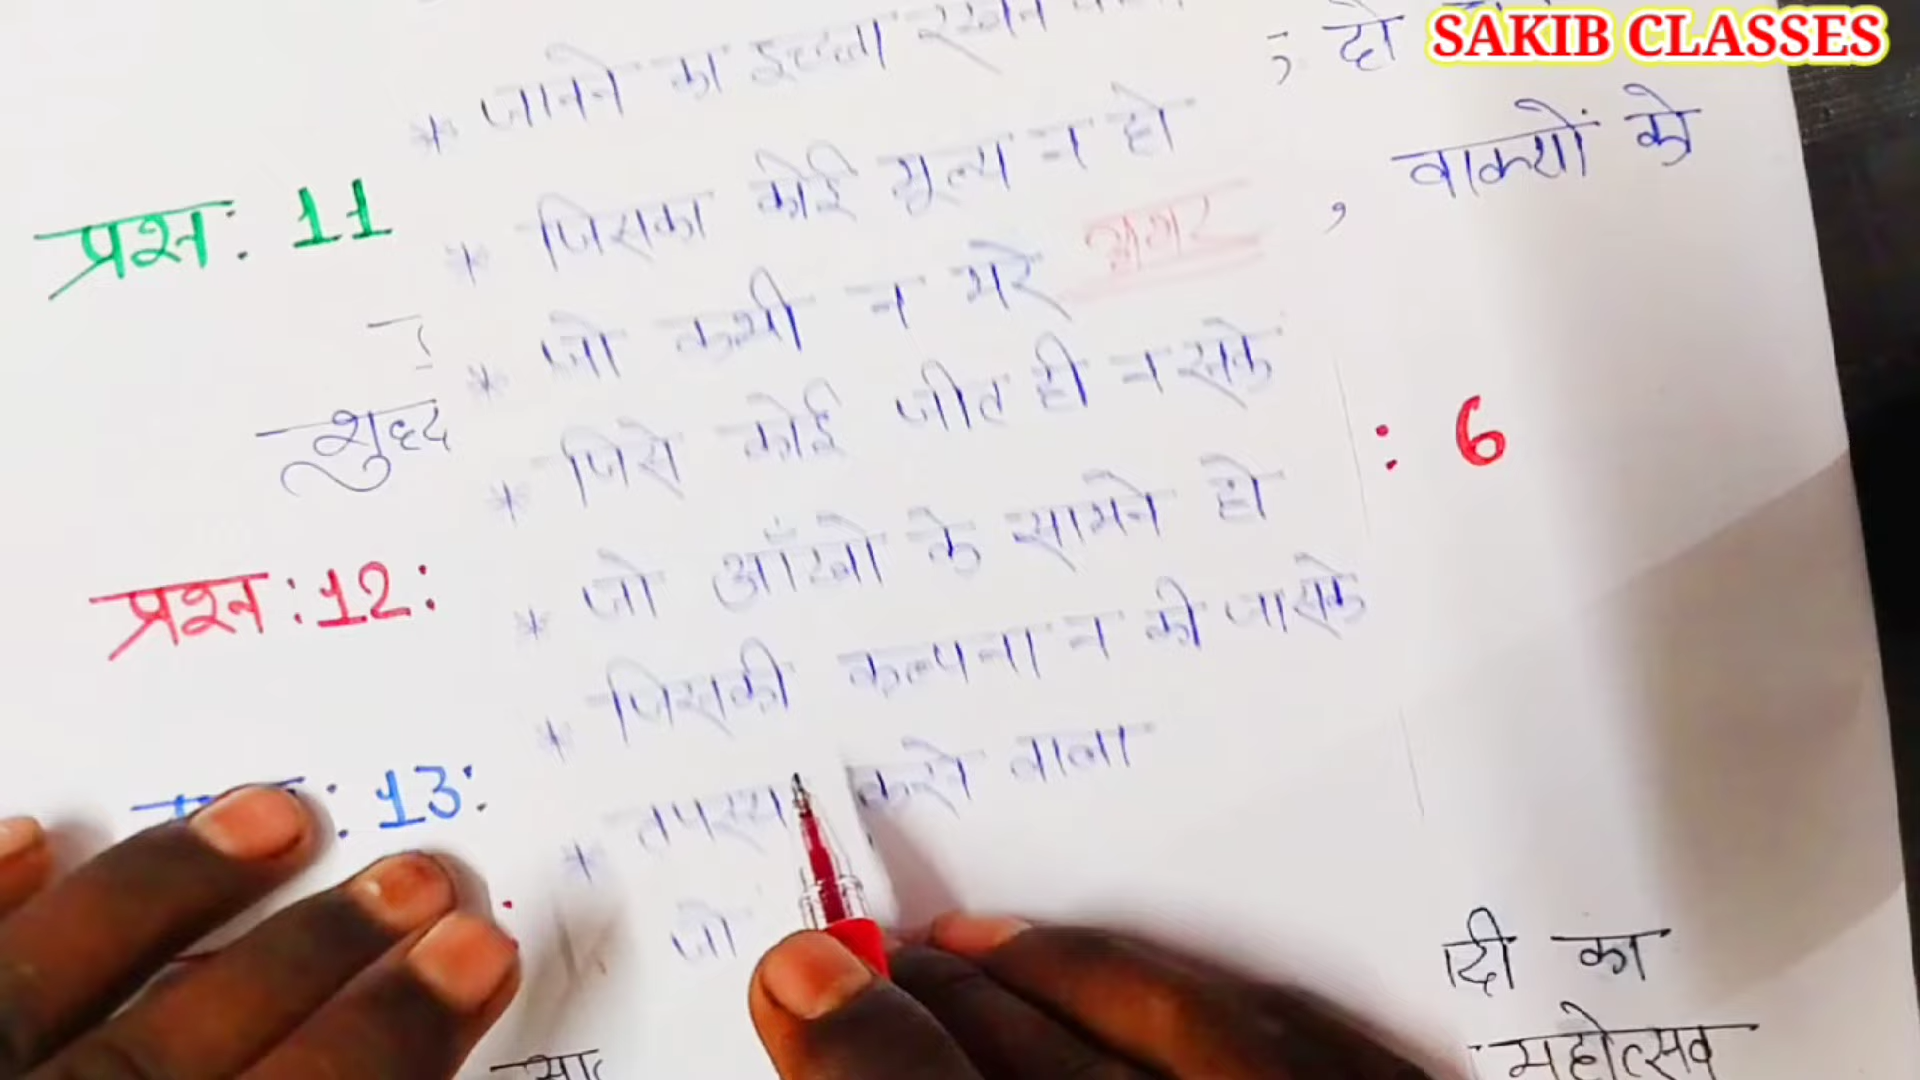 SAKIB CLASSES
* जानने का इच्छा रखने
, दो
प्रश्न: 11
* जिसका कोई मूल्य न हो
, वाक्यों को
* जो कभी न मरे अमर
शुद्ध
* जिसे कोई जीत ही न सके
: 6
प्रश्न:12:
* जो आँखो के सामने हो
* जिसकी कल्पना न की जा सके
: 13:
* तपस्या करने वाला
जो
दी का
महोत्सव